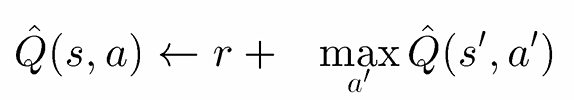 Q̂(s, a) ← r + max_{a′} Q̂(s′, a′)